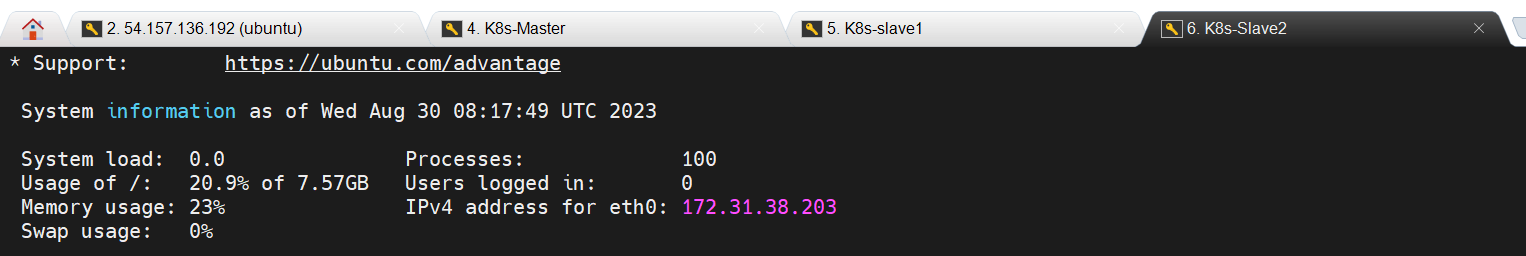 2. 54.157.136.192 (ubuntu) 4. K8s-Master 5. K8s-slave1 6. K8s-Slave2
* Support:        https://ubuntu.com/advantage
System information as of Wed Aug 30 08:17:49 UTC 2023
System load:  0.0               Processes:             100
Usage of /:   20.9% of 7.57GB   Users logged in:       0
Memory usage: 23%               IPv4 address for eth0: 172.31.38.203
Swap usage:   0%